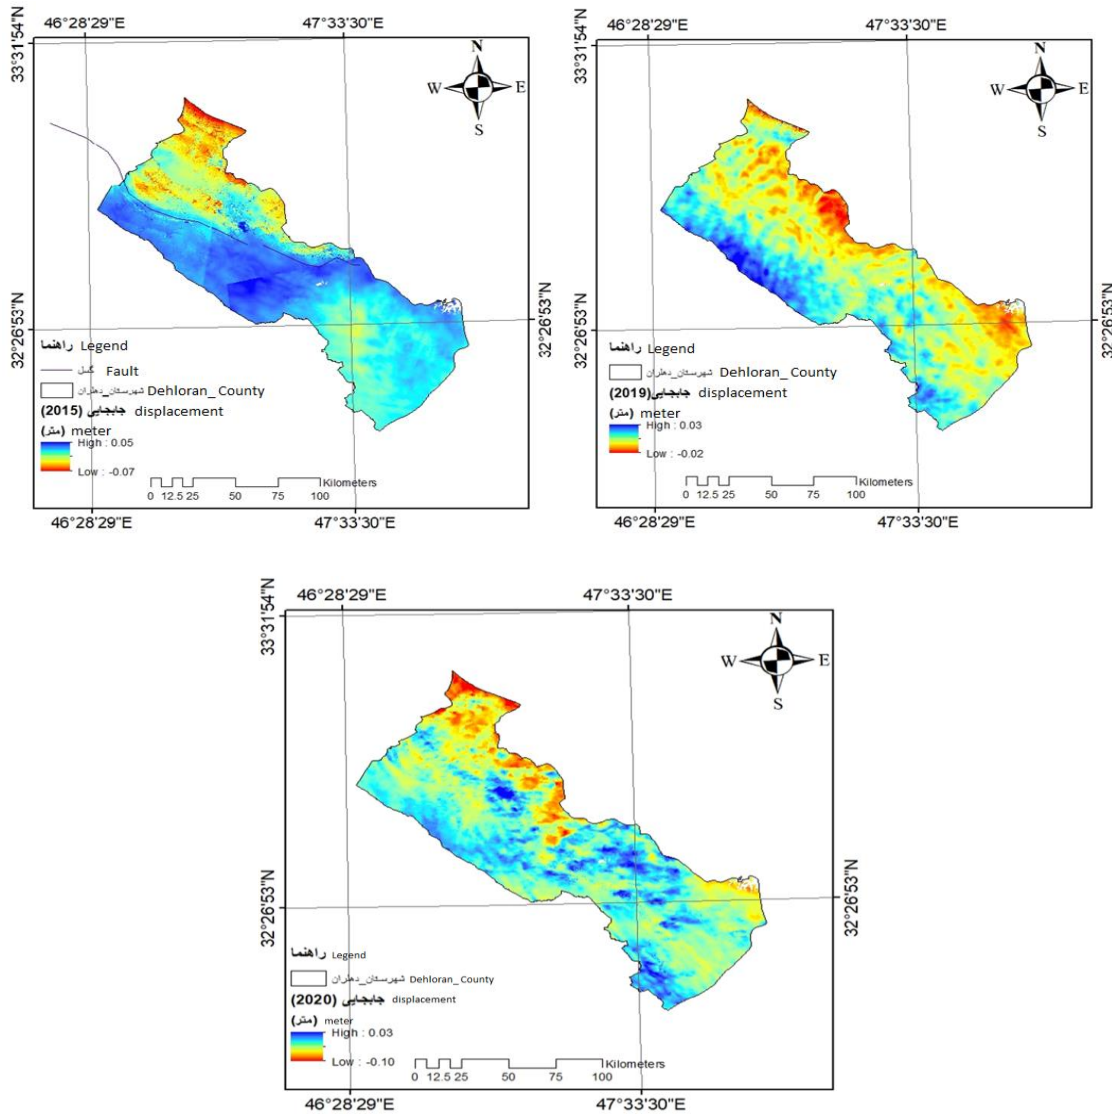 46°28'29"E 47°33'30"E
33°31'54"N
N
W E
S
32°26'53"N 32°26'53"N
راهنما Legend
گسل Fault
شهرستان_دهلران Dehloran_County
جابجایی (2015) displacement
(متر) meter
High : 0.05
Low : -0.07
Kilometers
0 12.5 25 50 75 100
46°28'29"E 47°33'30"E
46°28'29"E 47°33'30"E
33°31'54"N
N
W E
S
32°26'53"N 32°26'53"N
راهنما Legend
شهرستان_دهلران Dehloran_County
جابجایی (2019) displacement
(متر) meter
High : 0.03
Low : -0.02
Kilometers
0 12.5 25 50 75 100
46°28'29"E 47°33'30"E
46°28'29"E 47°33'30"E
33°31'54"N
N
W E
S
32°26'53"N 32°26'53"N
راهنما Legend
شهرستان_دهلران Dehloran_County
جابجایی (2020) displacement
(متر) meter
High : 0.03
Low : -0.10
Kilometers
0 12.5 25 50 75 100
46°28'29"E 47°33'30"E